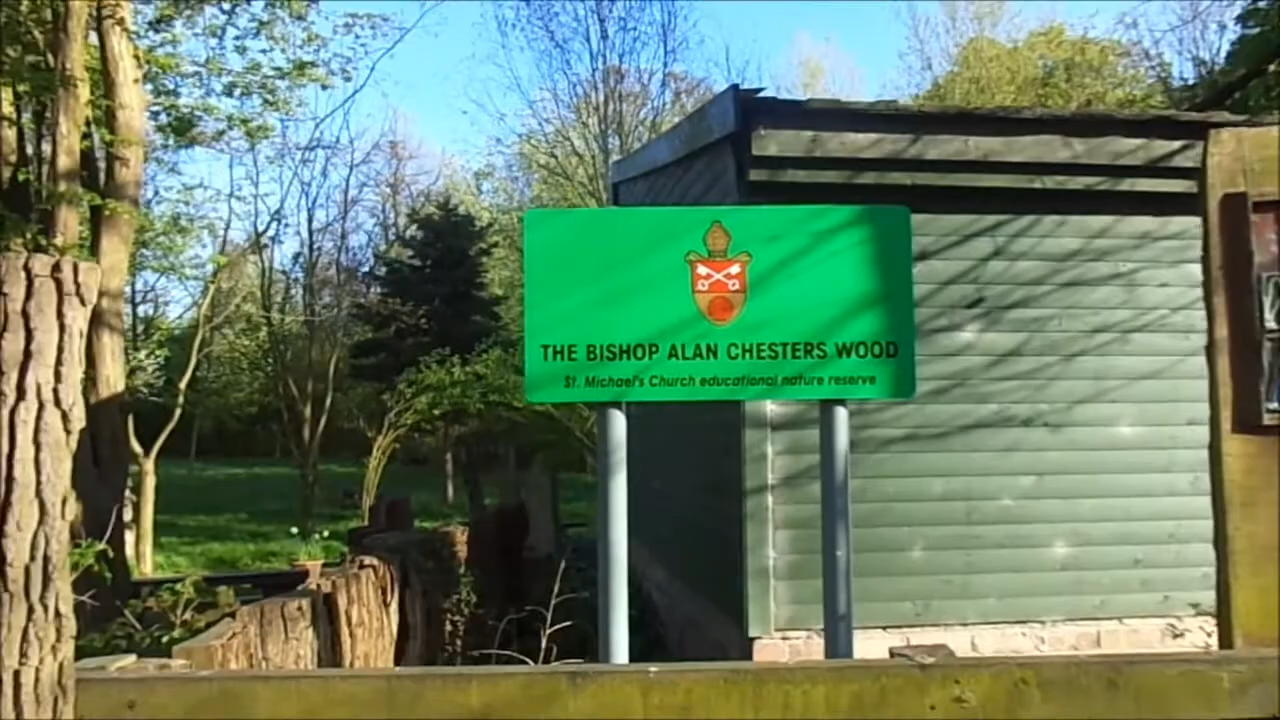 THE BISHOP ALAN CHESTERS WOOD
St. Michael's Church educational nature reserve